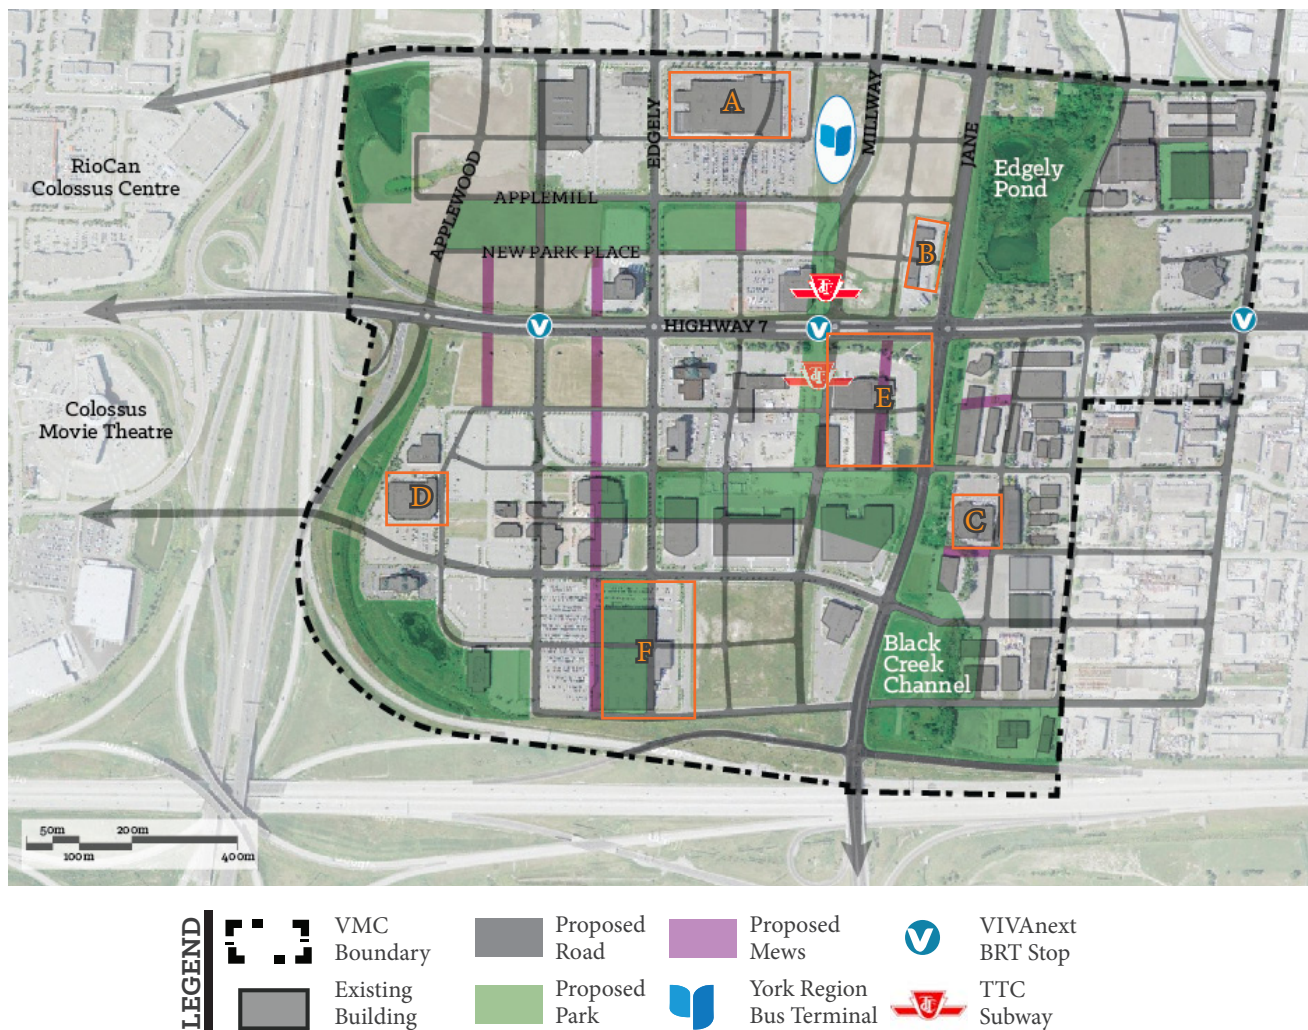 A
EDGELY
MILLWAY
JANE
RioCan
Colossus Centre
Edgely
Pond
APPLEWOOD
APPLEMILL
NEW PARK PLACE
B
HIGHWAY 7
V
V
V
E
Colossus
Movie Theatre
D
C
F
Black
Creek
Channel
50m
200m
100m
400m
LEGEND
VMC
Boundary
Proposed
Road
Proposed
Mews
V
VIVAnext
BRT Stop
Existing
Building
Proposed
Park
York Region
Bus Terminal
TTC
Subway